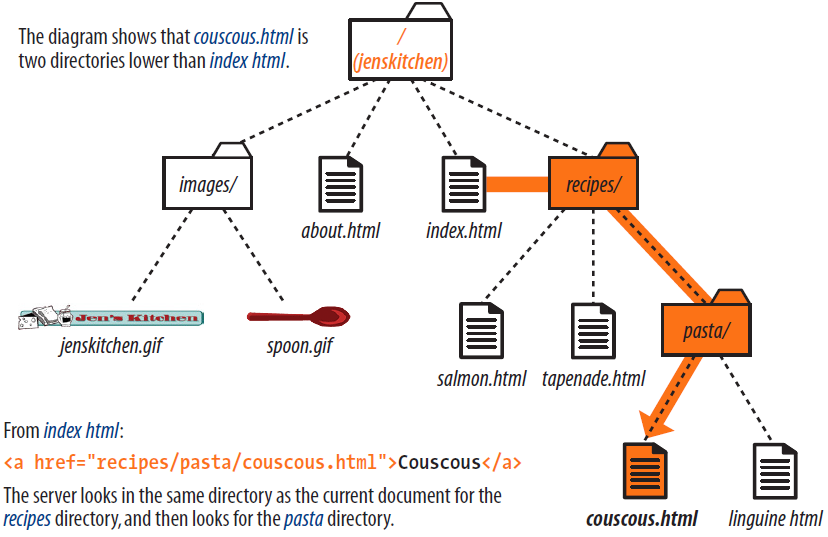 The diagram shows that couscous.html is
two directories lower than index html.
/
(jenskitchen)
images/
about.html
index.html
recipes/
Jen's Kitchen
jenskitchen.gif
spoon.gif
salmon.html
tapenade.html
pasta/
From index html:
<a href="recipes/pasta/couscous.html">Couscous</a>
The server looks in the same directory as the current document for the
recipes directory, and then looks for the pasta directory.
couscous.html
linguine html